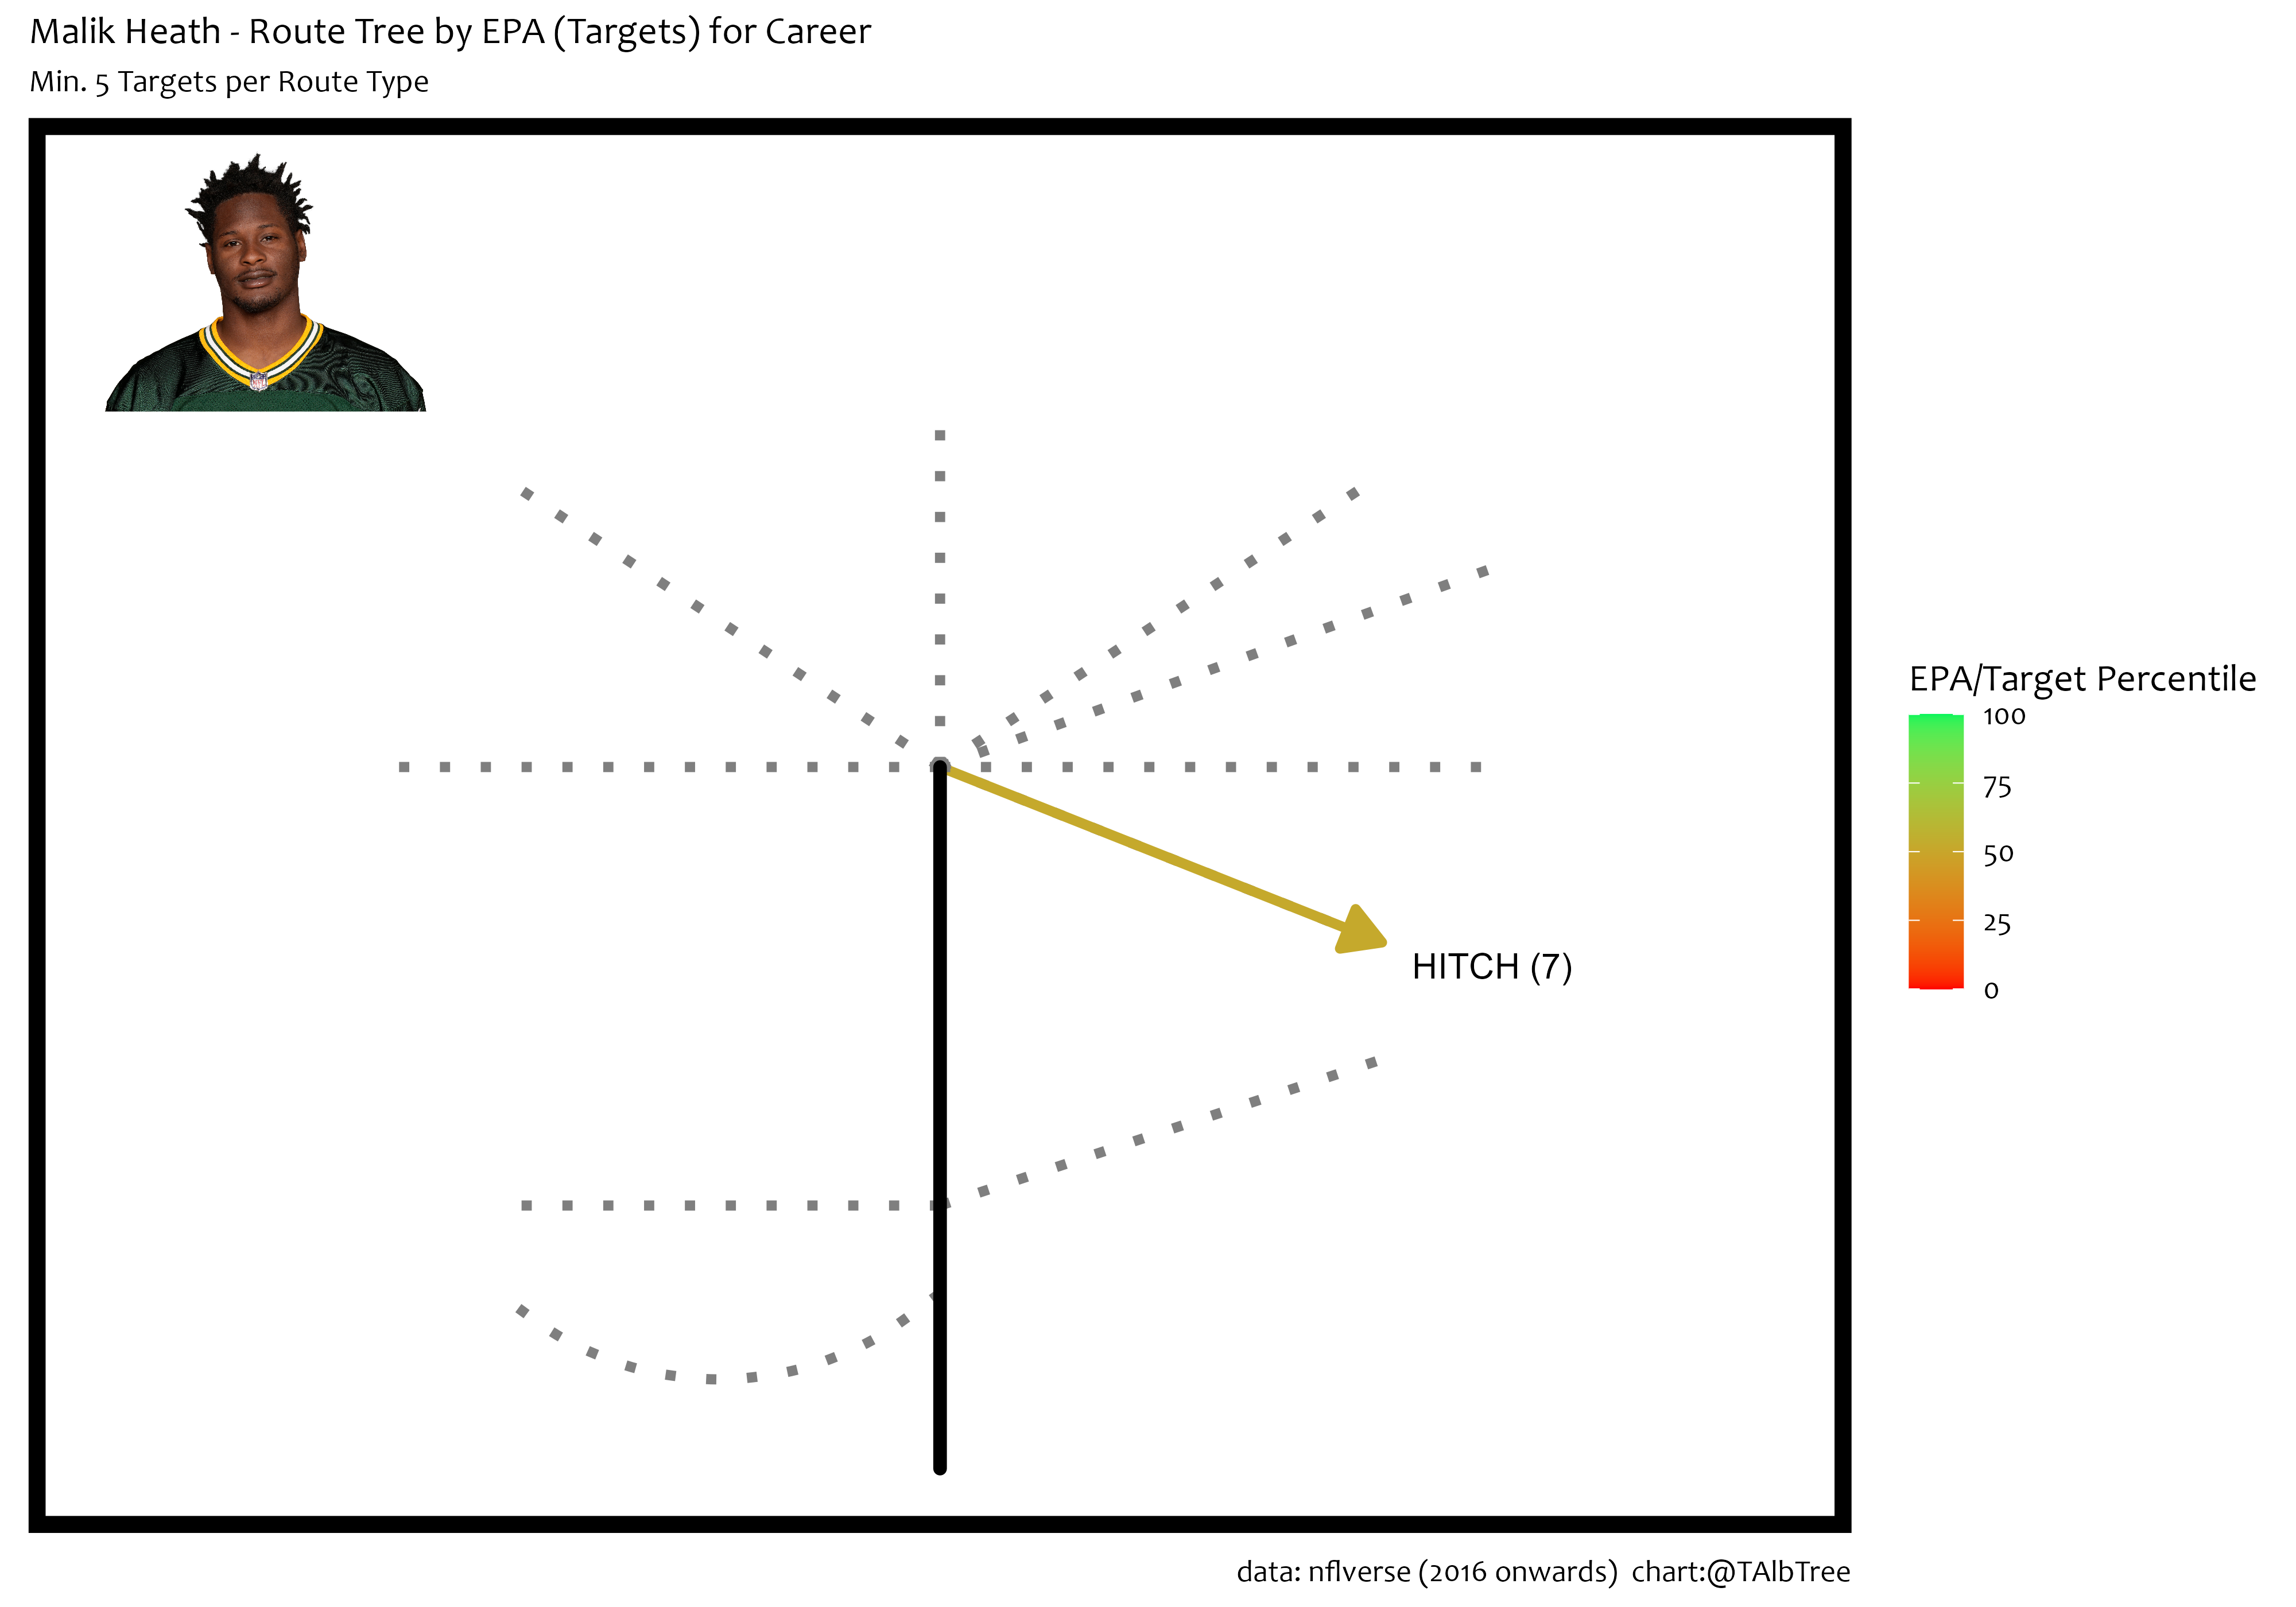 Malik Heath - Route Tree by EPA (Targets) for Career
Min. 5 Targets per Route Type
EPA/Target Percentile
100
75
50
25
0
HITCH (7)
data: nflverse (2016 onwards)  chart:@TAlbTree